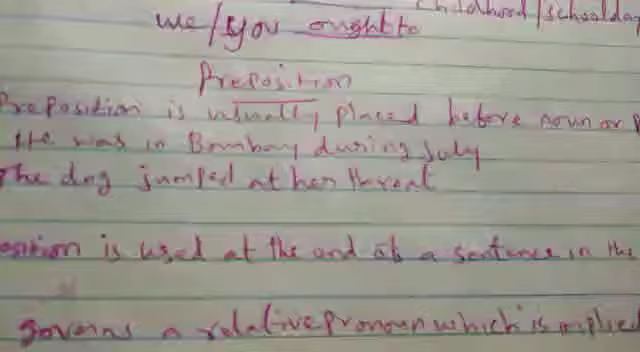 childhood/schoolday
we/you ought to
Preposition
Preposition is usually placed before noun or P
He was in Bombay during July
The dog jumped at her throat
osition is used at the end of a sentence in the
governs a relative pronoun which is implied